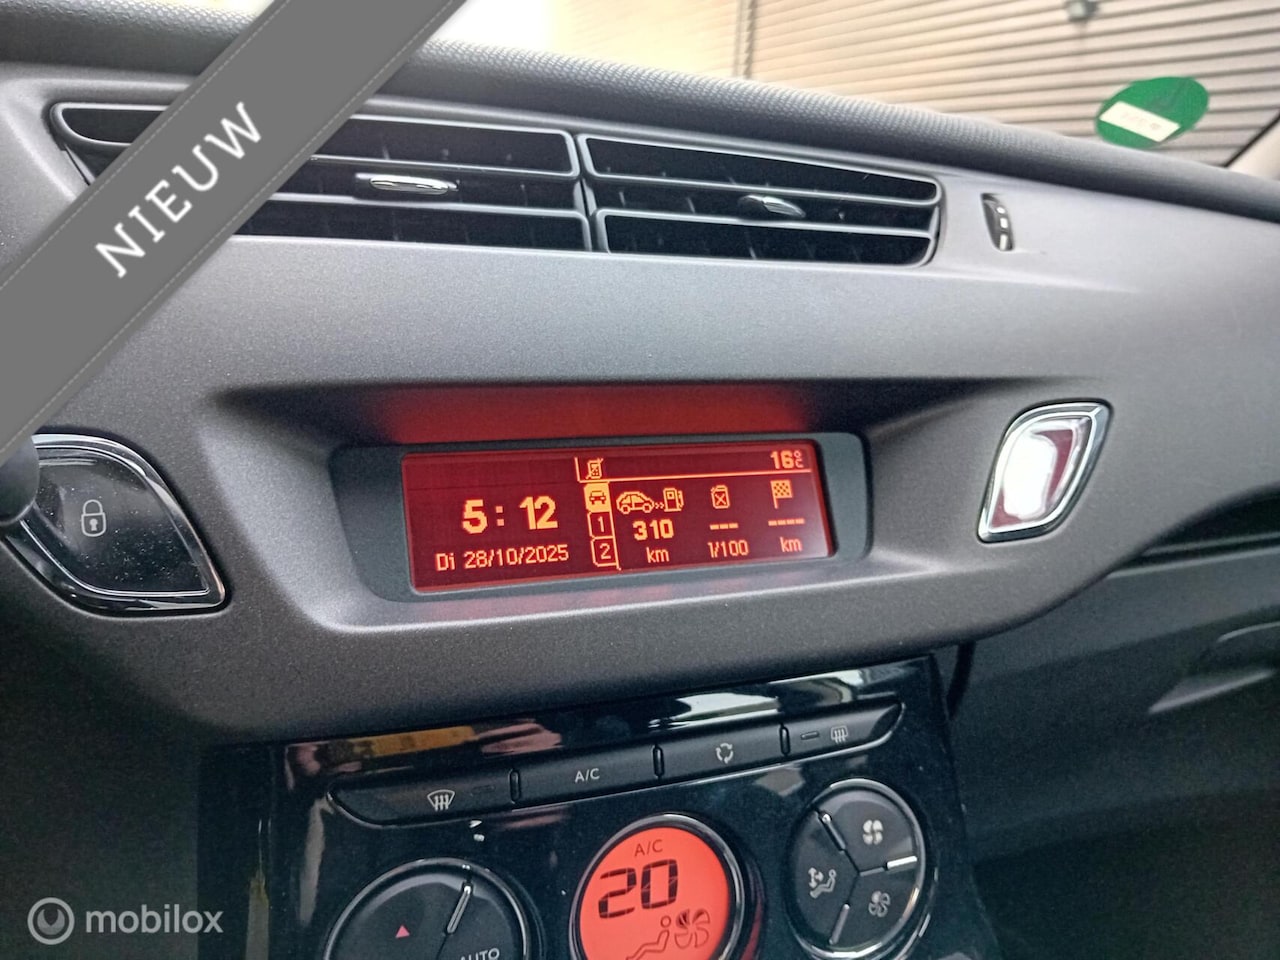 NIEUW
16°C
5:12
310
---
----
Di 28/10/2025
1
2
km
l/100
km
A/C
A/C
20
AUTO
mobilox